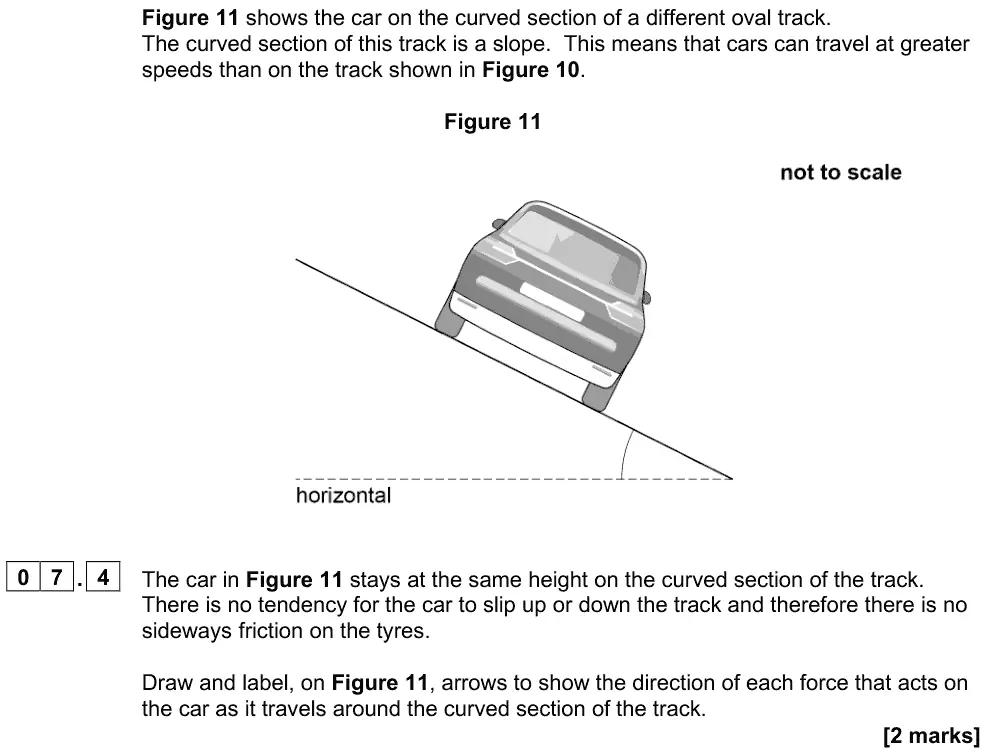 Figure 11 shows the car on the curved section of a different oval track.
The curved section of this track is a slope.  This means that cars can travel at greater
speeds than on the track shown in Figure 10.
Figure 11
not to scale
horizontal
0 7 . 4 The car in Figure 11 stays at the same height on the curved section of the track.
There is no tendency for the car to slip up or down the track and therefore there is no
sideways friction on the tyres.
Draw and label, on Figure 11, arrows to show the direction of each force that acts on
the car as it travels around the curved section of the track.
[2 marks]